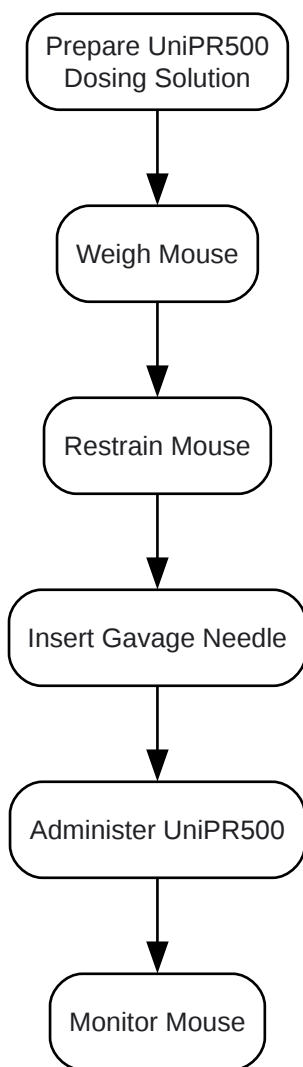 Prepare UniPR500
Dosing Solution
Weigh Mouse
Restrain Mouse
Insert Gavage Needle
Administer UniPR500
Monitor Mouse